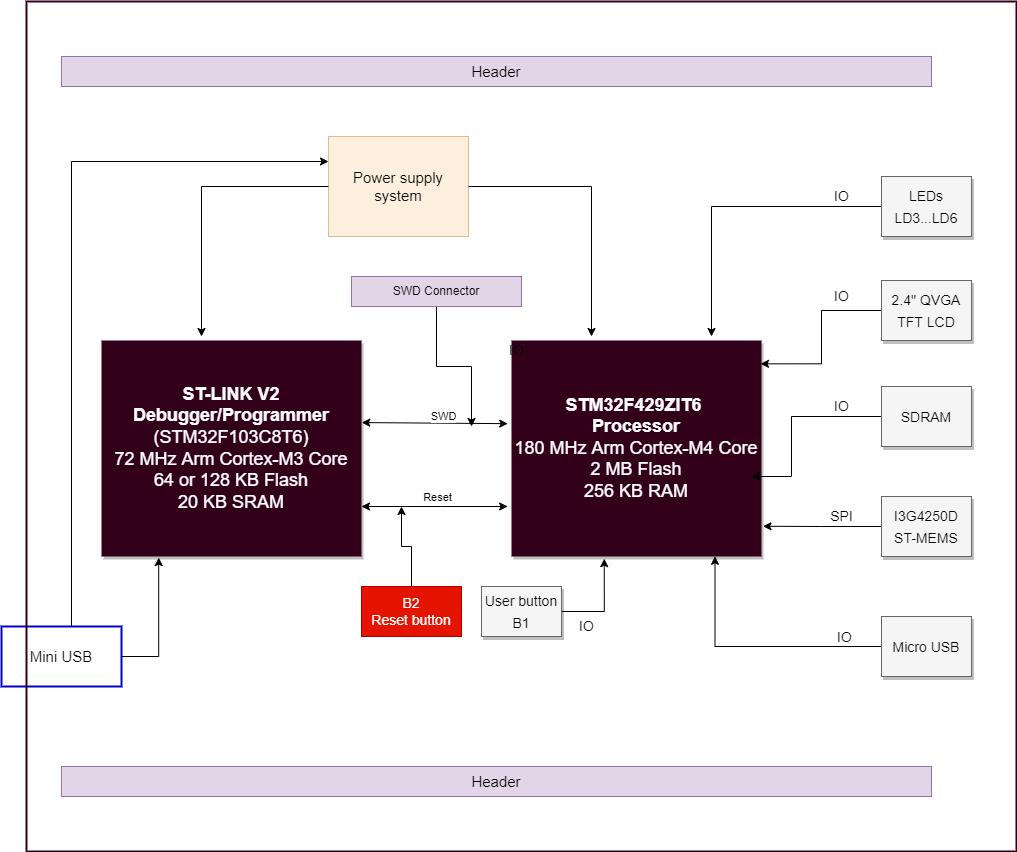 Header
Power supply
system
IO
LEDs
LD3...LD6
SWD Connector
IO
2.4" QVGA
TFT LCD
IO
ST-LINK V2
Debugger/Programmer
(STM32F103C8T6)
72 MHz Arm Cortex-M3 Core
64 or 128 KB Flash
20 KB SRAM
SWD
Reset
STM32F429ZIT6
Processor
180 MHz Arm Cortex-M4 Core
2 MB Flash
256 KB RAM
IO
SDRAM
SPI
I3G4250D
ST-MEMS
B2
Reset button
User button
B1
IO
IO
Micro USB
Mini USB
Header